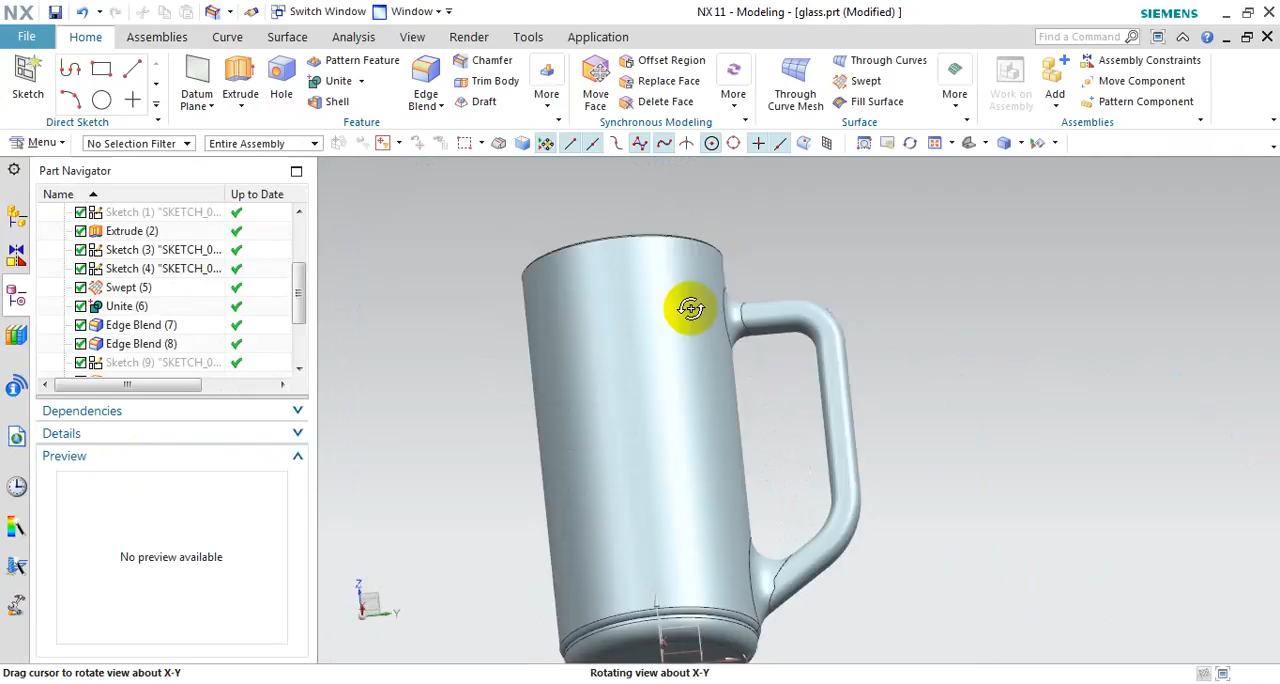 NX
Switch Window
Window
NX 11 - Modeling - [glass.prt (Modified) ]
SIEMENS
File
Home
Assemblies
Curve
Surface
Analysis
View
Render
Tools
Application
Find a Command
Sketch
Direct Sketch
Datum
Plane
Extrude
Hole
Pattern Feature
Unite
Shell
Edge
Blend
Chamfer
Trim Body
Draft
More
Feature
Move
Face
Offset Region
Replace Face
Delete Face
More
Synchronous Modeling
Through
Curve Mesh
Through Curves
Swept
Fill Surface
More
Surface
Work on
Assembly
Add
Assembly Constraints
Move Component
Pattern Component
Assemblies
Menu
No Selection Filter
Entire Assembly
Part Navigator
Name
Up to Date
Sketch (1) "SKETCH_0...
Extrude (2)
Sketch (3) "SKETCH_0...
Sketch (4) "SKETCH_0...
Swept (5)
Unite (6)
Edge Blend (7)
Edge Blend (8)
Sketch (9) "SKETCH_0...
Dependencies
Details
Preview
No preview available
Z
Y
Drag cursor to rotate view about X-Y
Rotating view about X-Y